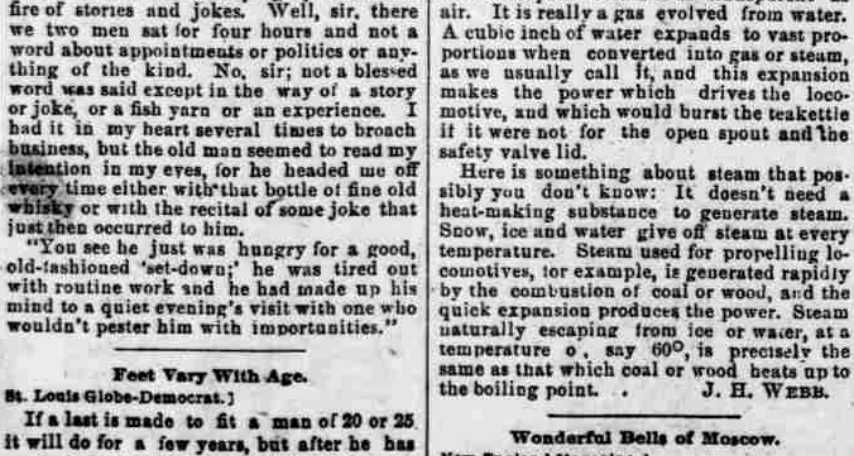 fire of stories and jokes. Well, sir, there
we two men sat for four hours and not a
word about appointments or politics or any-
thing of the kind. No, sir; not a blessed
word was said except in the way of a story
or joke, or a fish yarn or an experience. I
had it in my heart several times to broach
business, but the old man seemed to read my
intention in my eyes, for he headed me off
every time either with that bottle of fine old
whisky or with the recital of some joke that
just then occurred to him.
"You see he just was hungry for a good,
old-fashioned 'set-down;' he was tired out
with routine work and he had made up his
mind to a quiet evening's visit with one who
wouldn't pester him with importunities."
Feet Vary With Age.
St. Louis Globe-Democrat.]
If a last is made to fit a man of 20 or 25
it will do for a few years, but after he has
air. It is really a gas evolved from water.
A cubic inch of water expands to vast pro-
portions when converted into gas or steam,
as we usually call it, and this expansion
makes the power which drives the loco-
motive, and which would burst the teakettle
if it were not for the open spout and the
safety valve lid.
Here is something about steam that pos-
sibly you don't know: It doesn't need a
heat-making substance to generate steam.
Snow, ice and water give off steam at every
temperature. Steam used for propelling lo-
comotives, for example, is generated rapidly
by the combustion of coal or wood, and the
quick expansion produces the power. Steam
naturally escaping from ice or water, at a
temperature o, say 60°, is precisely the
same as that which coal or wood heats up to
the boiling point. J. H. WEBB.
Wonderful Bells of Moscow.